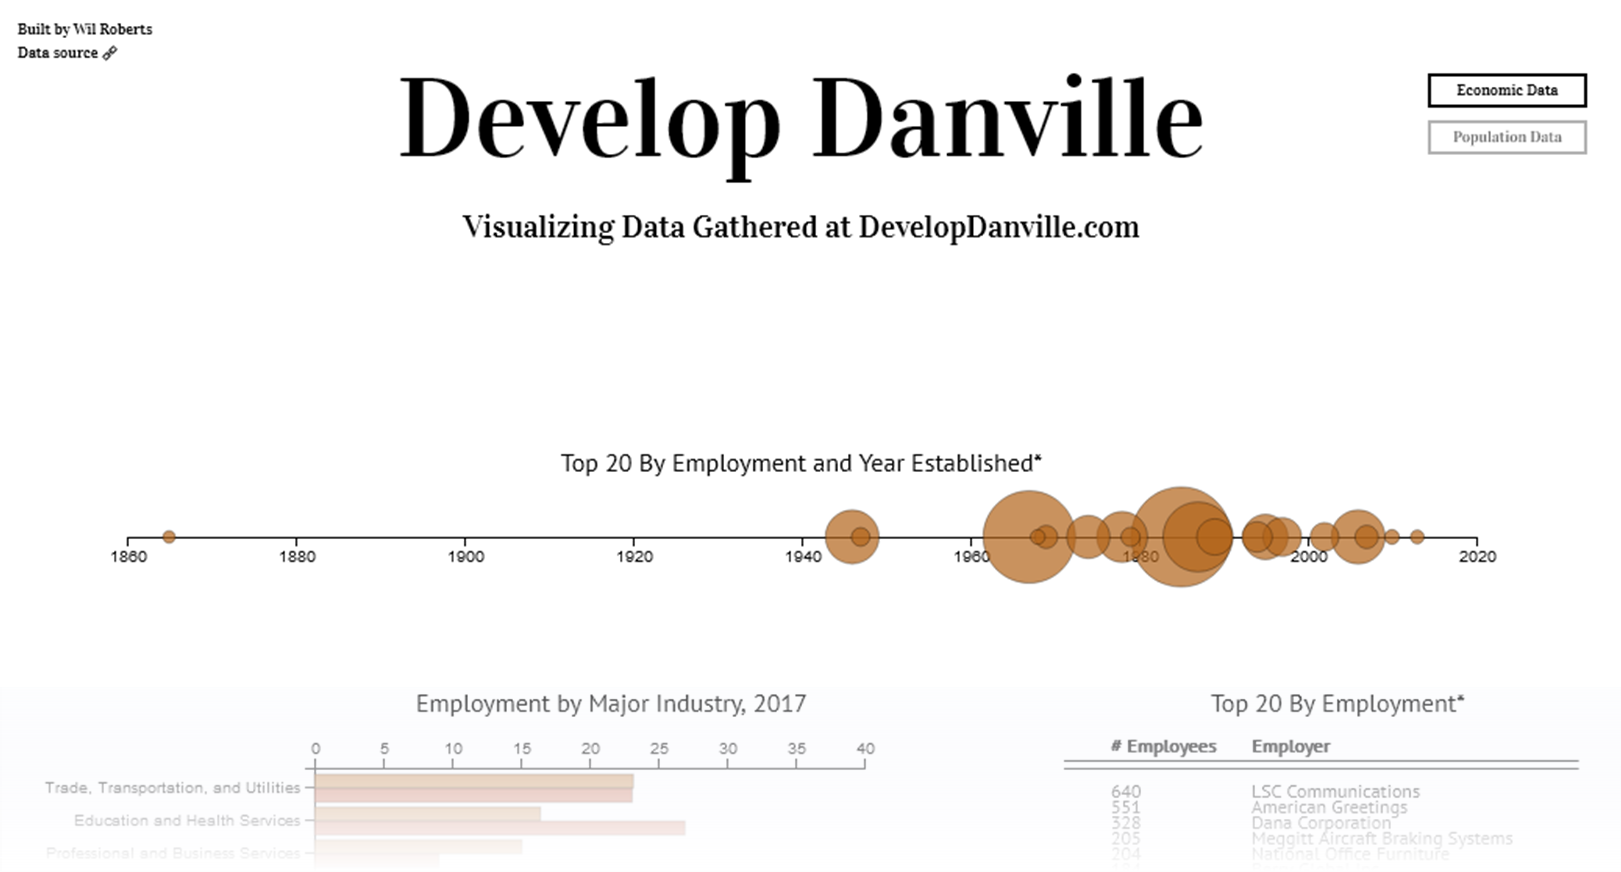 Built by Wil Roberts
Data source
Develop Danville
Economic Data
Population Data
Visualizing Data Gathered at DevelopDanville.com
Top 20 By Employment and Year Established*
1860 1880 1900 1920 1940 1960 1980 2000 2020
Employment by Major Industry, 2017
0 5 10 15 20 25 30 35 40
Trade, Transportation, and Utilities
Education and Health Services
Professional and Business Services
Top 20 By Employment*
# Employees Employer
640 LSC Communications
551 American Greetings
328 Dana Corporation
205 Meggitt Aircraft Braking Systems
204 National Office Furniture